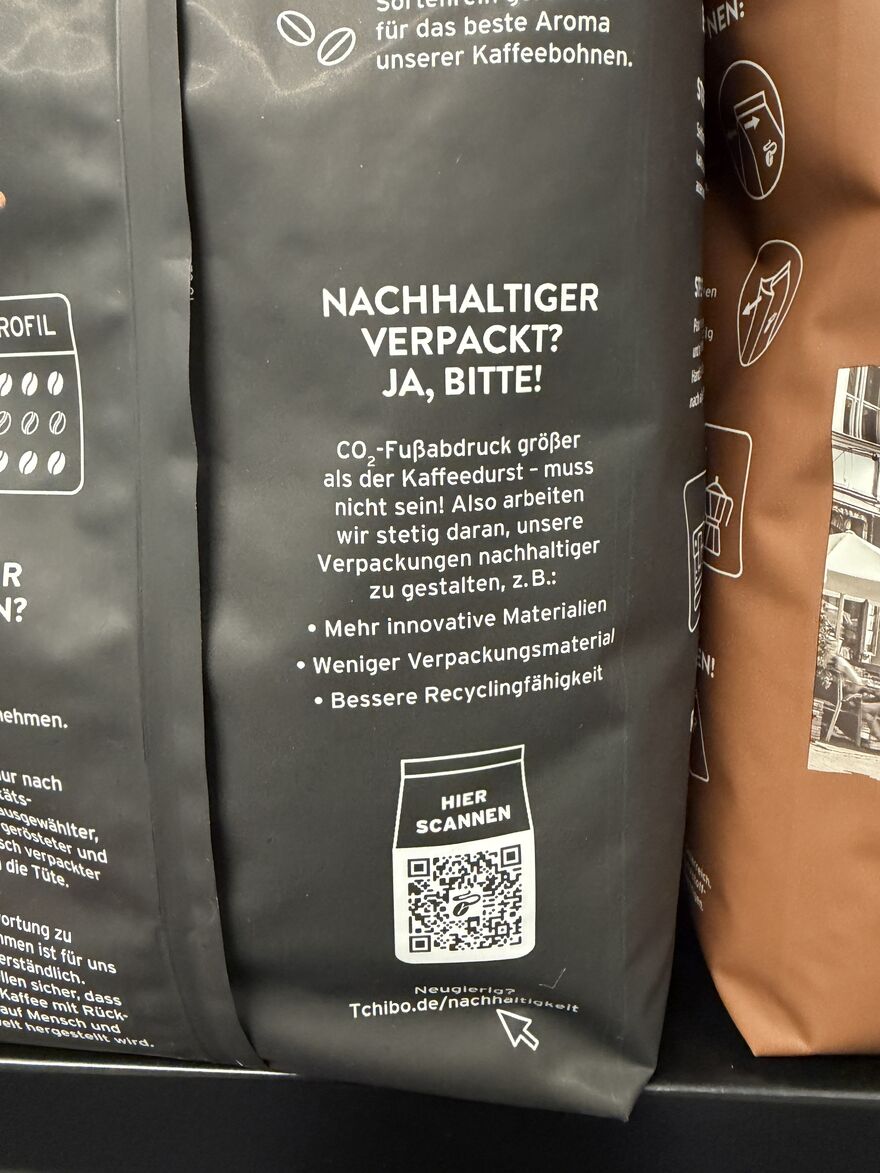 für das beste Aroma
unserer Kaffeebohnen.
NACHHALTIGER
VERPACKT?
JA, BITTE!
CO₂-Fußabdruck größer
als der Kaffeedurst – muss
nicht sein! Also arbeiten
wir stetig daran, unsere
Verpackungen nachhaltiger
zu gestalten, z. B.:
• Mehr innovative Materialien
• Weniger Verpackungsmaterial
• Bessere Recyclingfähigkeit
HIER
SCANNEN
Neugierig?
Tchibo.de/nachhaltigkeit
ROFIL
R
N?
nehmen.
ur nach
ausgewählter,
gerösteter und
sch verpackter
die Tüte.
ortung zu
men ist für uns
erständlich.
llen sicher, dass
Kaffee mit Rück-
auf Mensch und
welt hergestellt wird.
NEN:
EN!